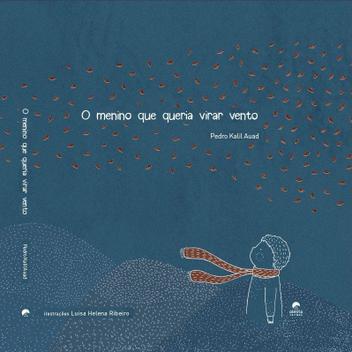 O menino que queria virar vento
Pedro Kalil Auad
O menino que queria virar vento
Pedro Kalil Auad
ilustrações Luisa Helena Ribeiro